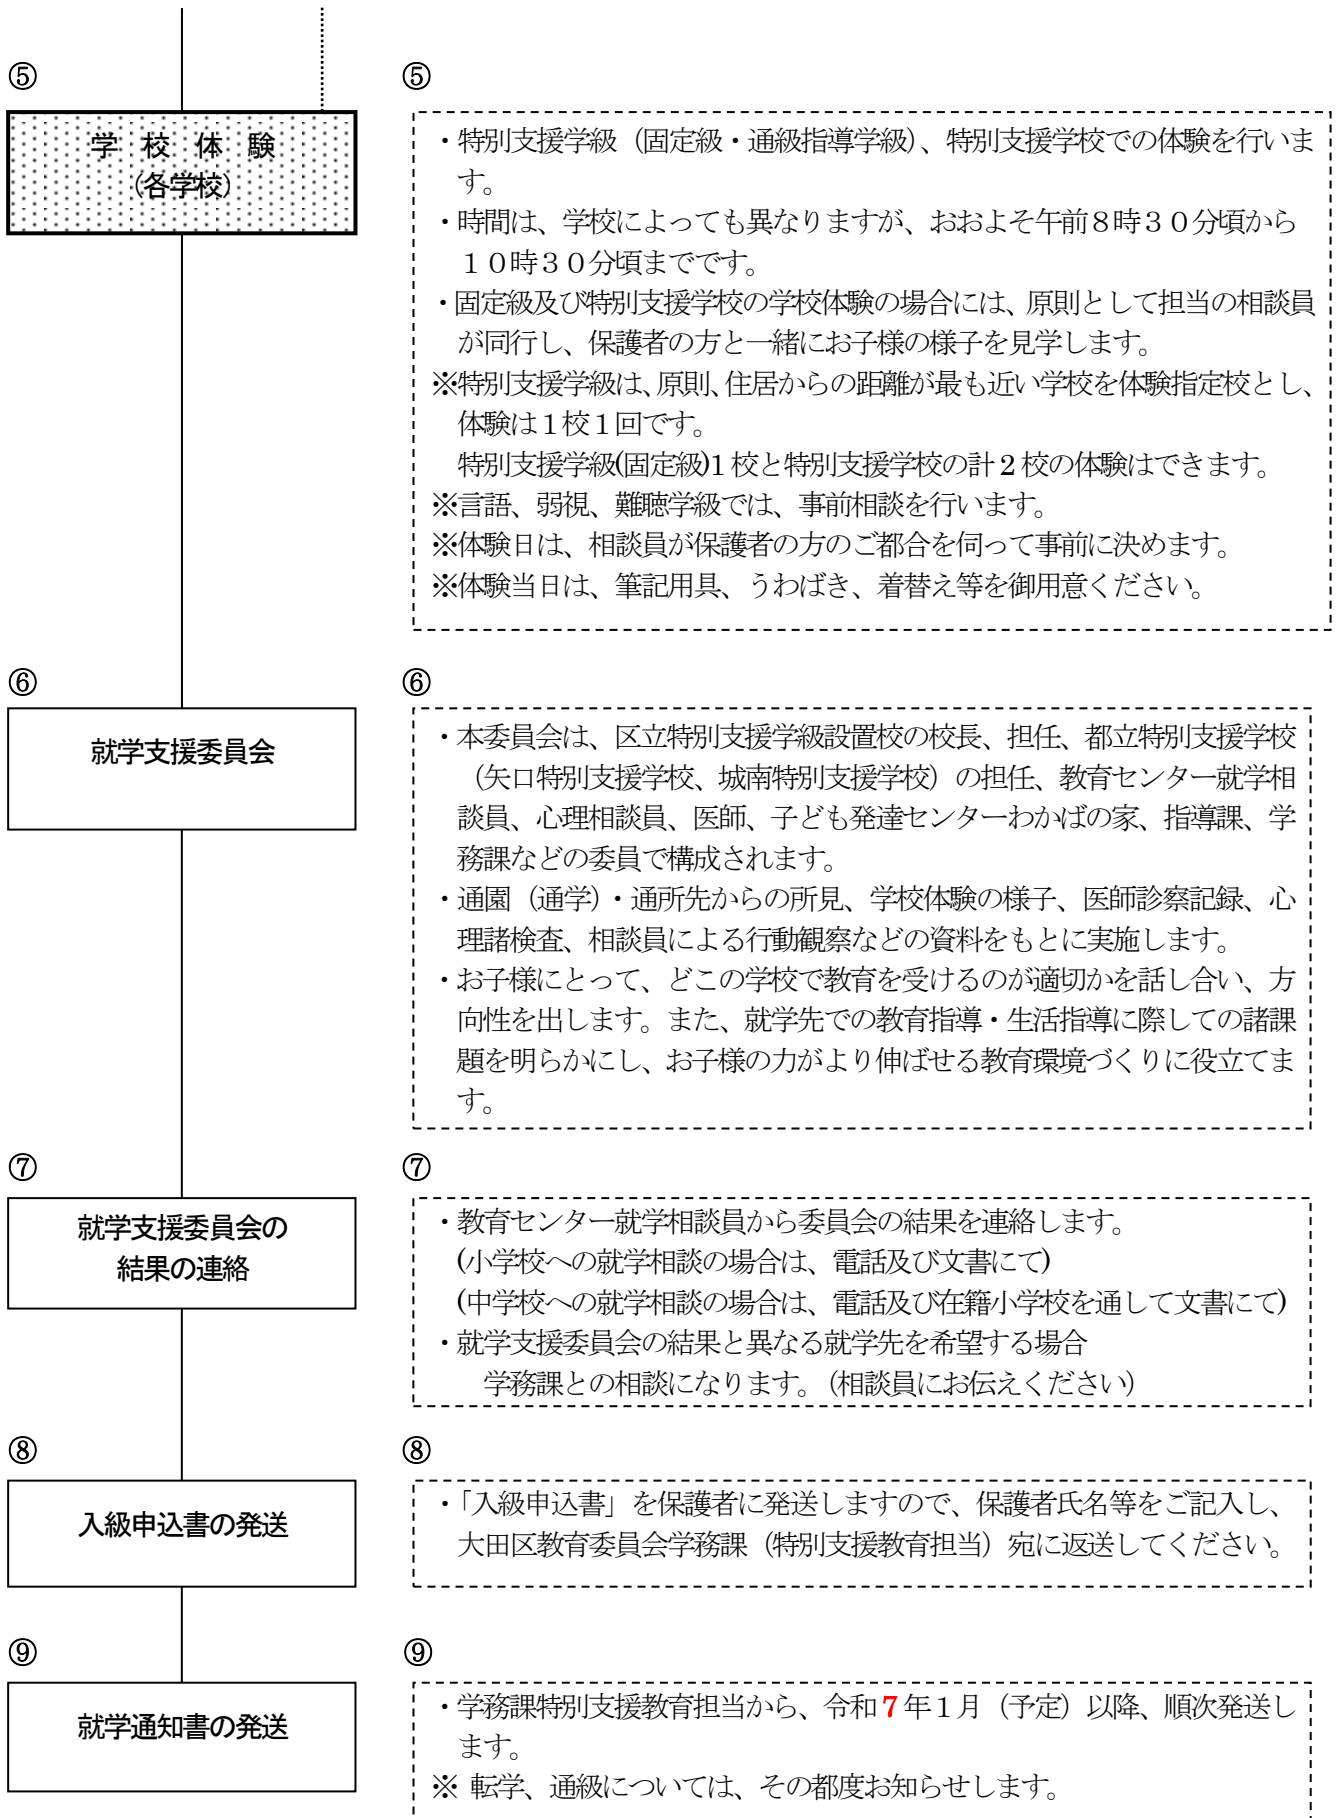 ⑤
学校体験
（各学校）
⑤
・特別支援学級（固定級・通級指導学級）、特別支援学校での体験を行いま
す。
・時間は、学校によっても異なりますが、おおよそ午前８時３０分頃から
１０時３０分頃までです。
・固定級及び特別支援学校の学校体験の場合には、原則として担当の相談員
が同行し、保護者の方と一緒にお子様の様子を見学します。
※特別支援学級は、原則、住居からの距離が最も近い学校を体験指定校とし、
体験は１校１回です。
特別支援学級(固定級)1校と特別支援学校の計２校の体験はできます。
※言語、弱視、難聴学級では、事前相談を行います。
※体験日は、相談員が保護者の方のご都合を伺って事前に決めます。
※体験当日は、筆記用具、うわばき、着替え等を御用意ください。
⑥
就学支援委員会
⑥
・本委員会は、区立特別支援学級設置校の校長、担任、都立特別支援学校
（矢口特別支援学校、城南特別支援学校）の担任、教育センター就学相
談員、心理相談員、医師、子ども発達センターわかばの家、指導課、学
務課などの委員で構成されます。
・通園（通学）・通所先からの所見、学校体験の様子、医師診察記録、心
理諸検査、相談員による行動観察などの資料をもとに実施します。
・お子様にとって、どこの学校で教育を受けるのが適切かを話し合い、方
向性を出します。また、就学先での教育指導・生活指導に際しての諸課
題を明らかにし、お子様の力がより伸ばせる教育環境づくりに役立てま
す。
⑦
就学支援委員会の
結果の連絡
⑦
・教育センター就学相談員から委員会の結果を連絡します。
(小学校への就学相談の場合は、電話及び文書にて)
(中学校への就学相談の場合は、電話及び在籍小学校を通して文書にて)
・就学支援委員会の結果と異なる就学先を希望する場合
学務課との相談になります。（相談員にお伝えください）
⑧
入級申込書の発送
⑧
・「入級申込書」を保護者に発送しますので、保護者氏名等をご記入し、
大田区教育委員会学務課（特別支援教育担当）宛に返送してください。
⑨
就学通知書の発送
⑨
・学務課特別支援教育担当から、令和７年１月（予定）以降、順次発送し
ます。
※ 転学、通級については、その都度お知らせします。